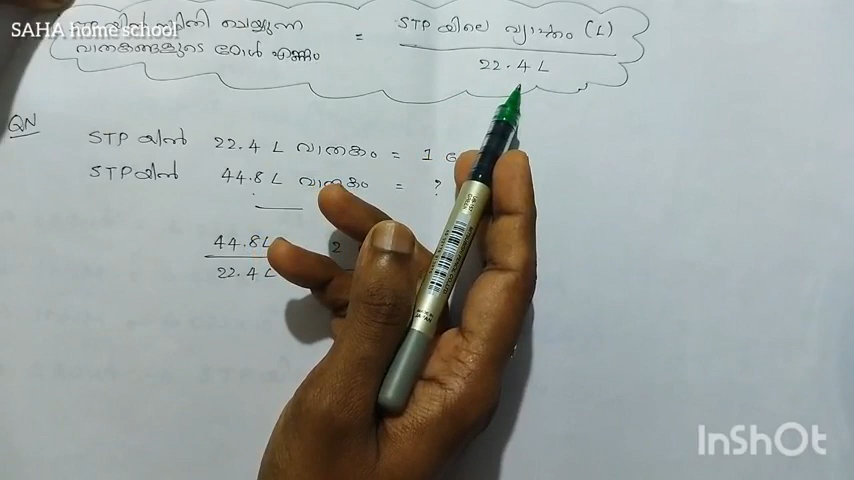 SAHA home school
സ്ഥിതി ചെയ്യുന്ന
വാതകങ്ങളുടെ മോൾ എണ്ണം = STP യിലെ വ്യാപ്തം (L)
22.4 L
QN
STP യിൽ 22.4 L വാതകം = 1
STP യിൽ 44.8 L വാതകം = ?
44.8 L 2
22.4 L
InShOt